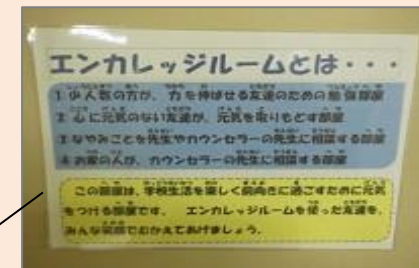 エンカレッジルームとは・・・
1 少人数の方が、力を伸ばせる友達のための勉強部屋
2 心に元気のない友達が、元気を取りもどす部屋
3 なやみごとを先生やカウンセラーの先生に相談する部屋
4 お家の人が、カウンセラーの先生に相談する部屋
この部屋は、学校生活を楽しく前向きに過ごすために元気
をつける部屋です。 エンカレッジルームを使った友達を、
みんな笑顔でむかえてあげましょう。